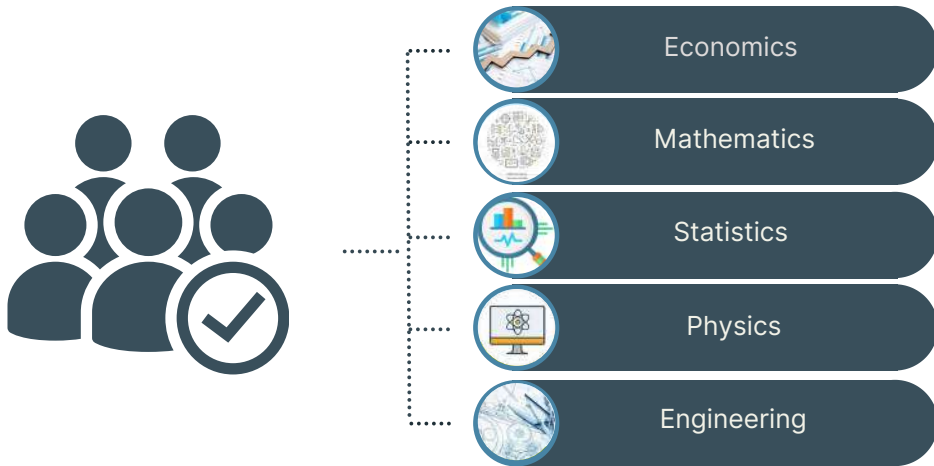 Economics
Mathematics
Statistics
Physics
Engineering